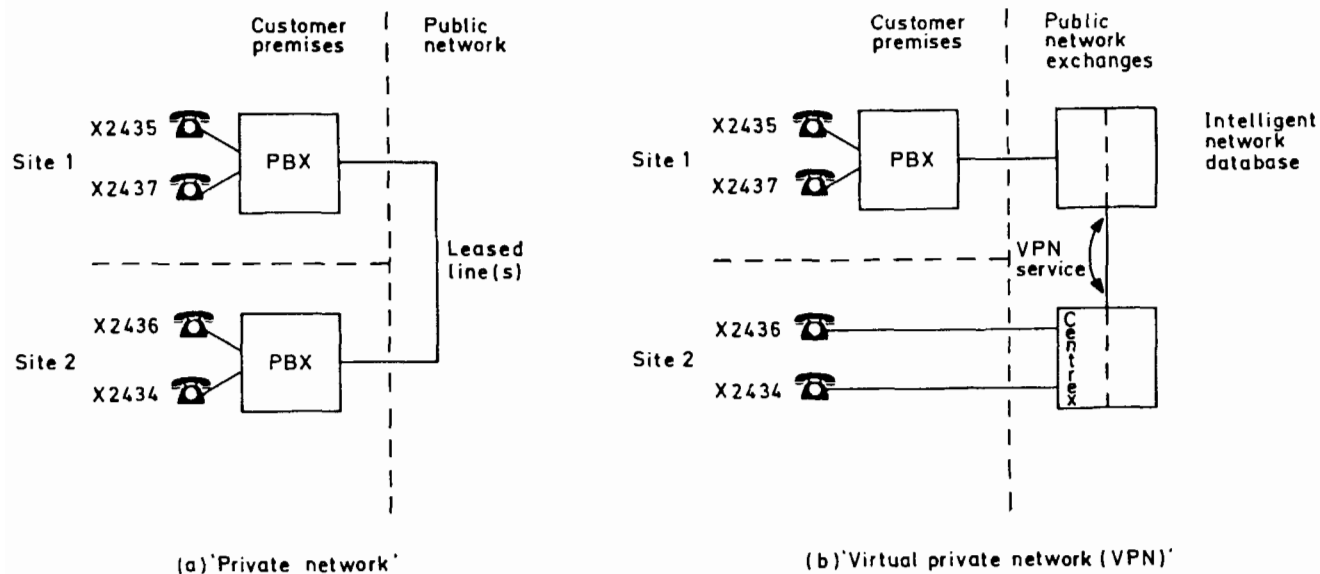 Customer
premises
Public
network
X2435
Site 1
PBX
X2437
Leased
line(s)
X2436
Site 2
PBX
X2434
(a)'Private network'
Customer
premises
Public
network
exchanges
X2435
Site 1
PBX
X2437
Intelligent
network
database
VPN
service
X2436
Site 2
X2434
Centrex
(b)'Virtual private network (VPN)'